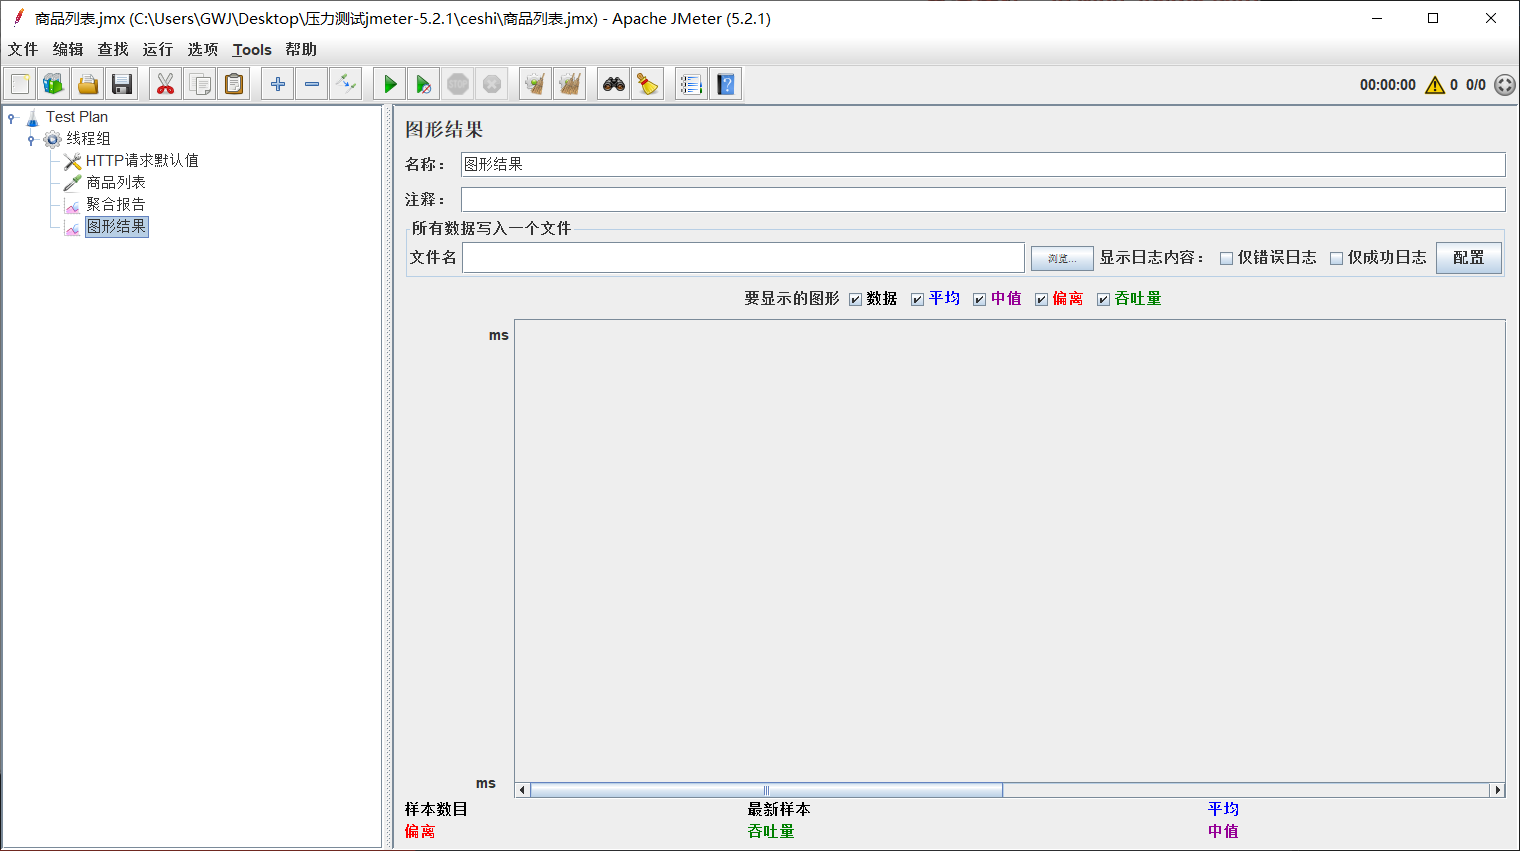 商品列表.jmx (C:\Users\GWJ\Desktop\压力测试jmeter-5.2.1\ceshi\商品列表.jmx) - Apache JMeter (5.2.1)
文件 编辑 查找 运行 选项 Tools 帮助
STOP 00:00:00 0 0/0
Test Plan
线程组
HTTP请求默认值
商品列表
聚合报告
图形结果
图形结果
名称： 图形结果
注释：
所有数据写入一个文件
文件名 浏览... 显示日志内容： 仅错误日志 仅成功日志 配置
要显示的图形 数据 平均 中值 偏离 吞吐量
ms
ms
样本数目 最新样本 平均
偏离 吞吐量 中值